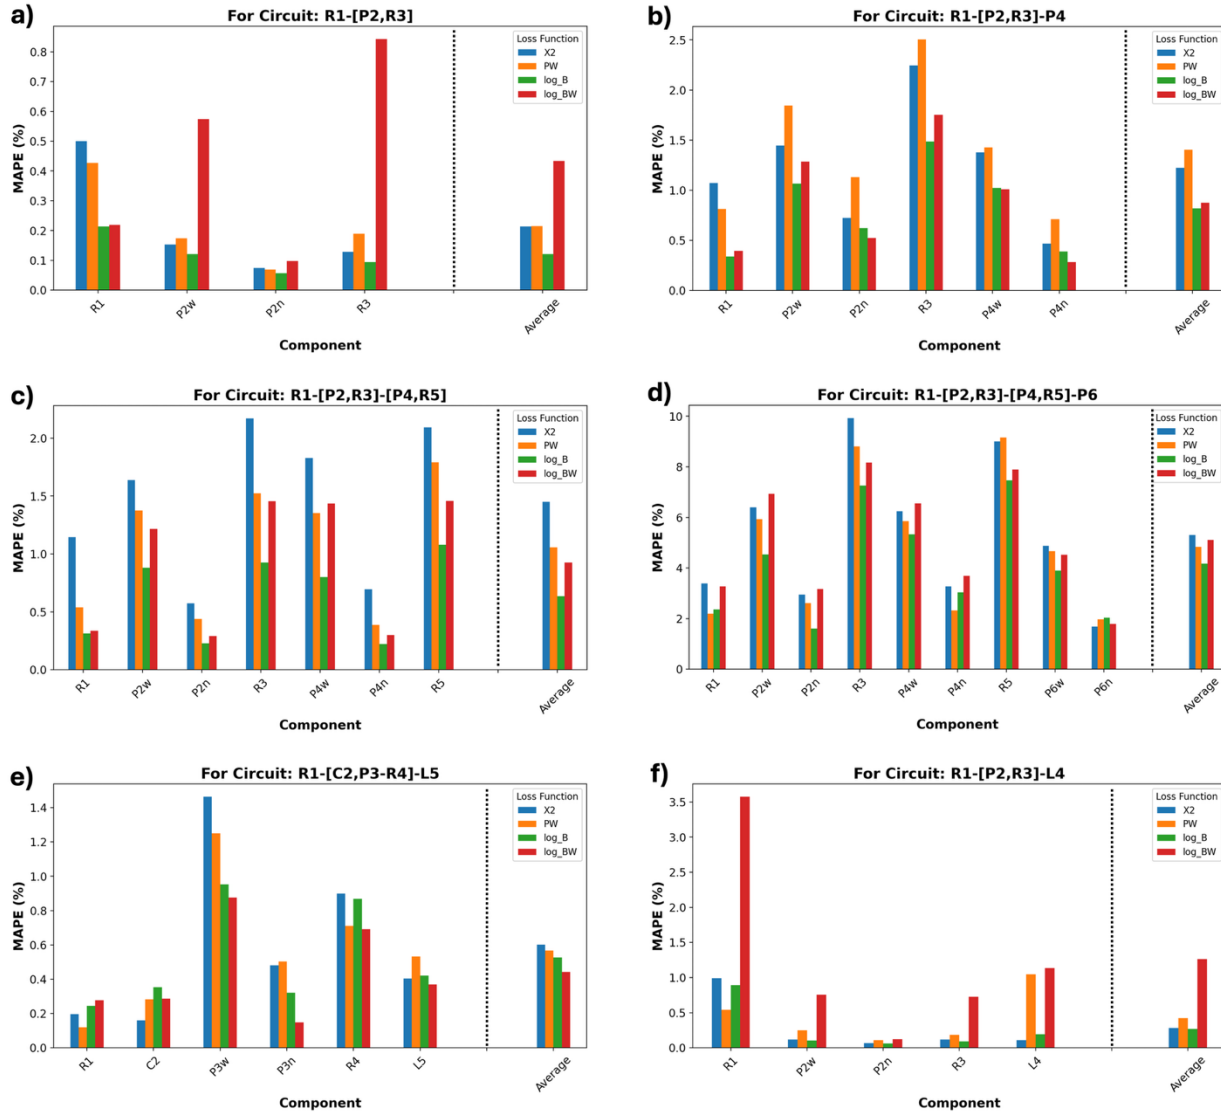 a)
For Circuit: R1-[P2,R3]
Loss Function
X2
PW
log_B
log_BW
MAPE (%)
0.8
0.7
0.6
0.5
0.4
0.3
0.2
0.1
0.0
R1
P2w
P2n
R3
Average
Component
b)
For Circuit: R1-[P2,R3]-P4
Loss Function
X2
PW
log_B
log_BW
MAPE (%)
2.5
2.0
1.5
1.0
0.5
0.0
R1
P2w
P2n
R3
P4w
P4n
Average
Component
c)
For Circuit: R1-[P2,R3]-[P4,R5]
Loss Function
X2
PW
log_B
log_BW
MAPE (%)
2.0
1.5
1.0
0.5
0.0
R1
P2w
P2n
R3
P4w
P4n
R5
Average
Component
d)
For Circuit: R1-[P2,R3]-[P4,R5]-P6
Loss Function
X2
PW
log_B
log_BW
MAPE (%)
10
8
6
4
2
0
R1
P2w
P2n
R3
P4w
P4n
R5
P6w
P6n
Average
Component
e)
For Circuit: R1-[C2,P3-R4]-L5
Loss Function
X2
PW
log_B
log_BW
MAPE (%)
1.4
1.2
1.0
0.8
0.6
0.4
0.2
0.0
R1
C2
P3w
P3n
R4
L5
Average
Component
f)
For Circuit: R1-[P2,R3]-L4
Loss Function
X2
PW
log_B
log_BW
MAPE (%)
3.5
3.0
2.5
2.0
1.5
1.0
0.5
0.0
R1
P2w
P2n
R3
L4
Average
Component